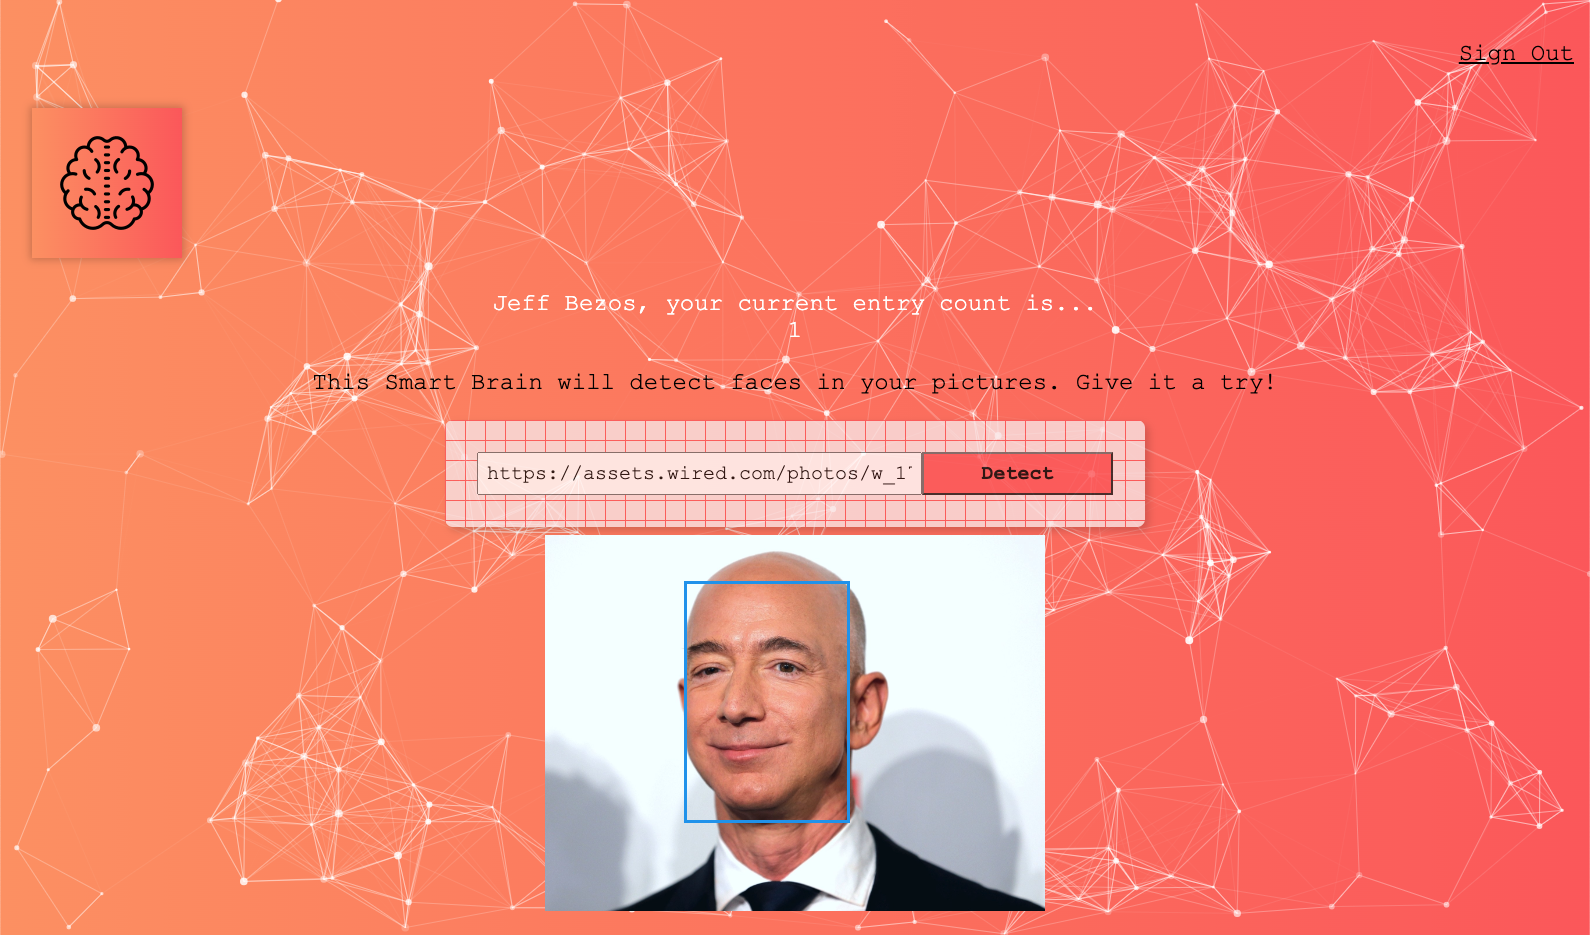 Sign Out
Jeff Bezos, your current entry count is...
1
This Smart Brain will detect faces in your pictures. Give it a try!
https://assets.wired.com/photos/w_1 Detect